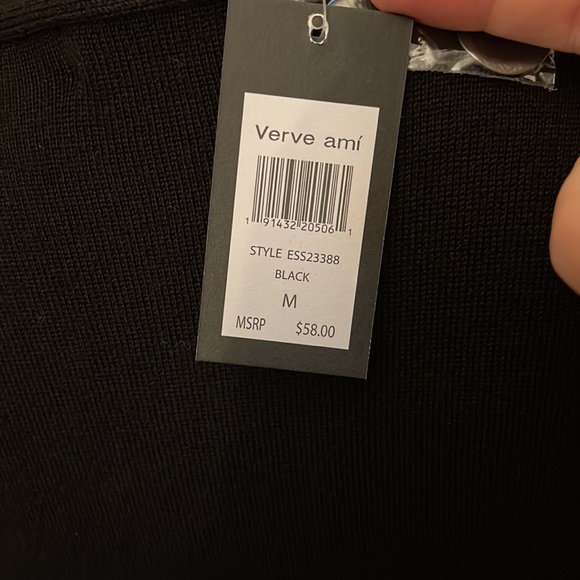 Verve amí
1 91432 20506 1
STYLE ESS23388
BLACK
M
MSRP $58.00